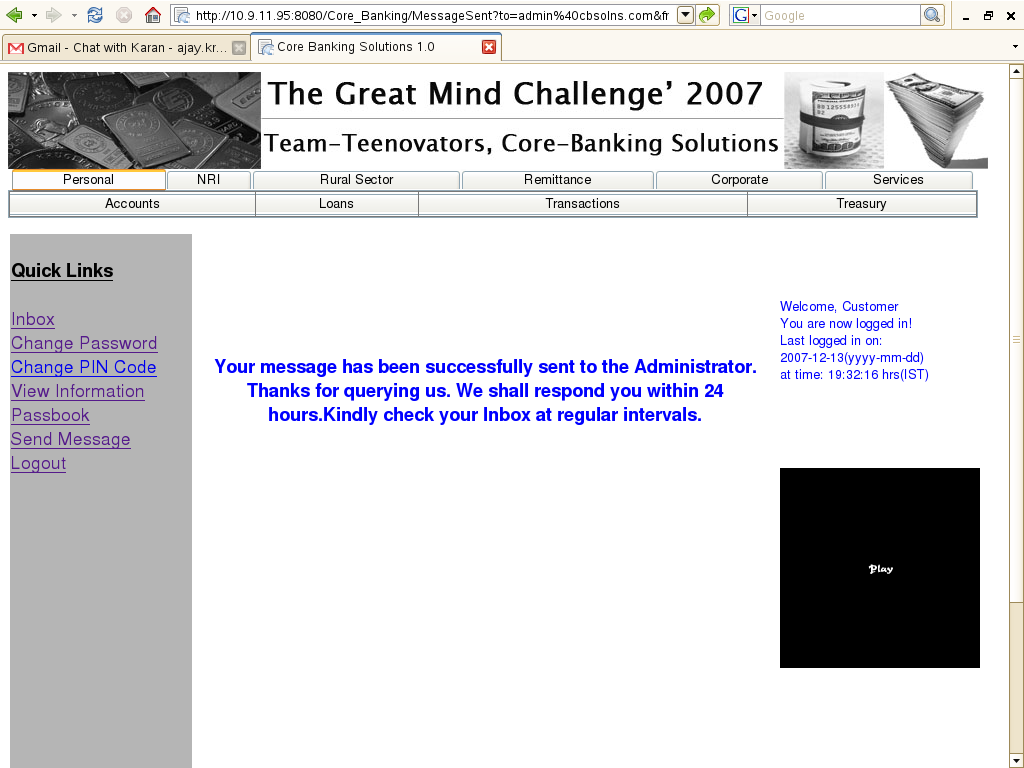 http://10.9.11.95:8080/Core_Banking/MessageSent?to=admin%40cbsolns.com&fr
G
Google
Gmail - Chat with Karan - ajay.kr...
Core Banking Solutions 1.0
The Great Mind Challenge' 2007
Team-Teenovators, Core-Banking Solutions
Personal
NRI
Rural Sector
Remittance
Corporate
Services
Accounts
Loans
Transactions
Treasury
Quick Links
Inbox
Change Password
Change PIN Code
View Information
Passbook
Send Message
Logout
Your message has been successfully sent to the Administrator.
Thanks for querying us. We shall respond you within 24
hours.Kindly check your Inbox at regular intervals.
Welcome, Customer
You are now logged in!
Last logged in on:
2007-12-13(yyyy-mm-dd)
at time: 19:32:16 hrs(IST)
Play